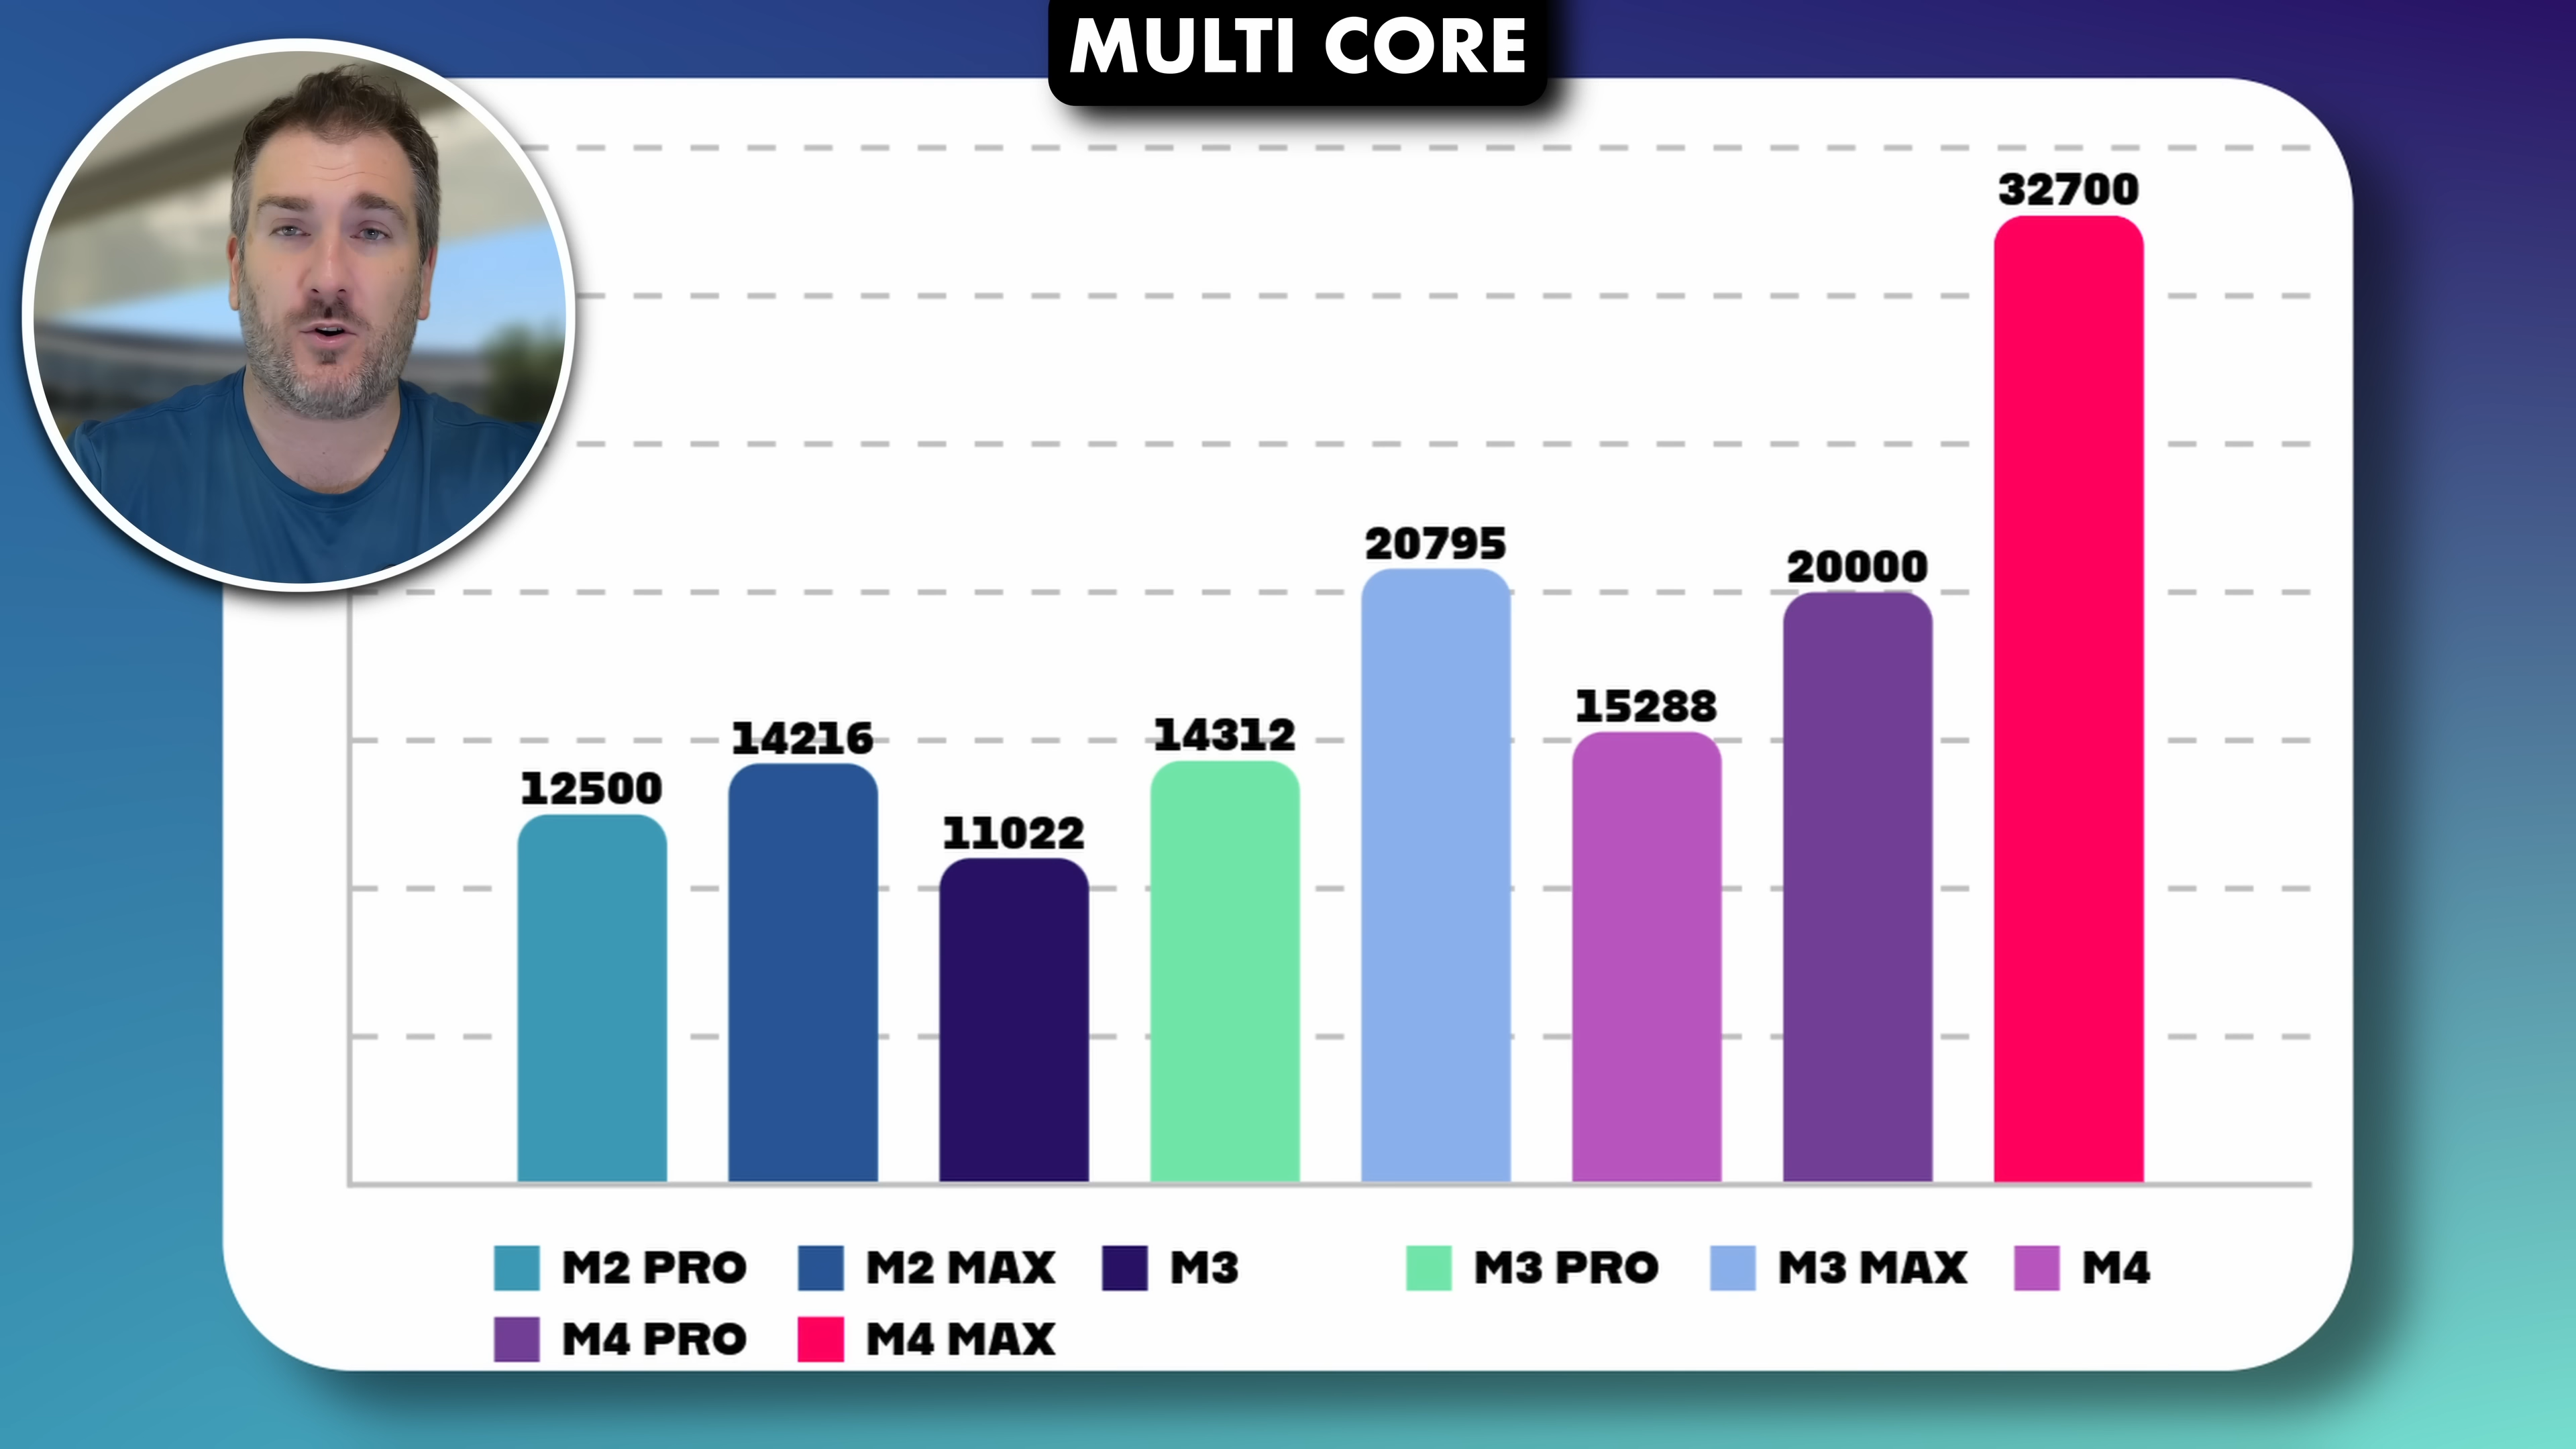 MULTI CORE
32700
20795
20000
15288
14216
14312
12500
11022
M2 PRO
M2 MAX
M3
M3 PRO
M3 MAX
M4
M4 PRO
M4 MAX